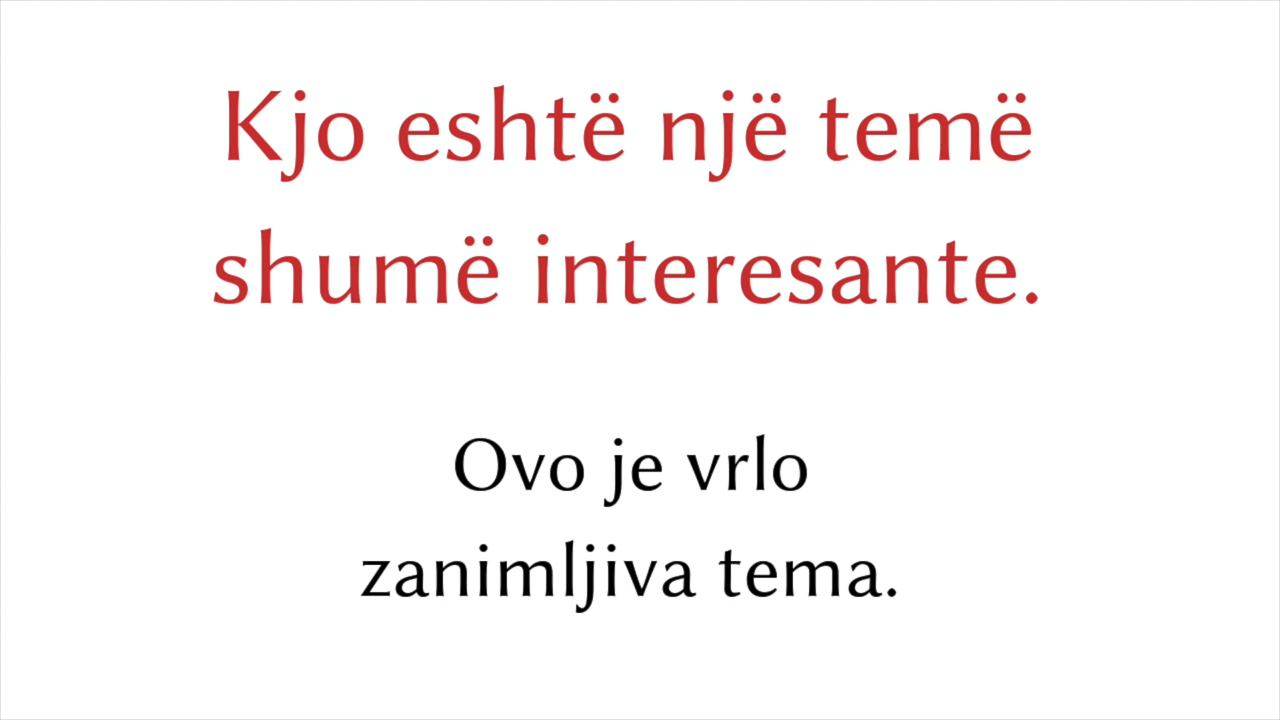 Kjo eshtë një temë
shumë interesante.
Ovo je vrlo
zanimljiva tema.